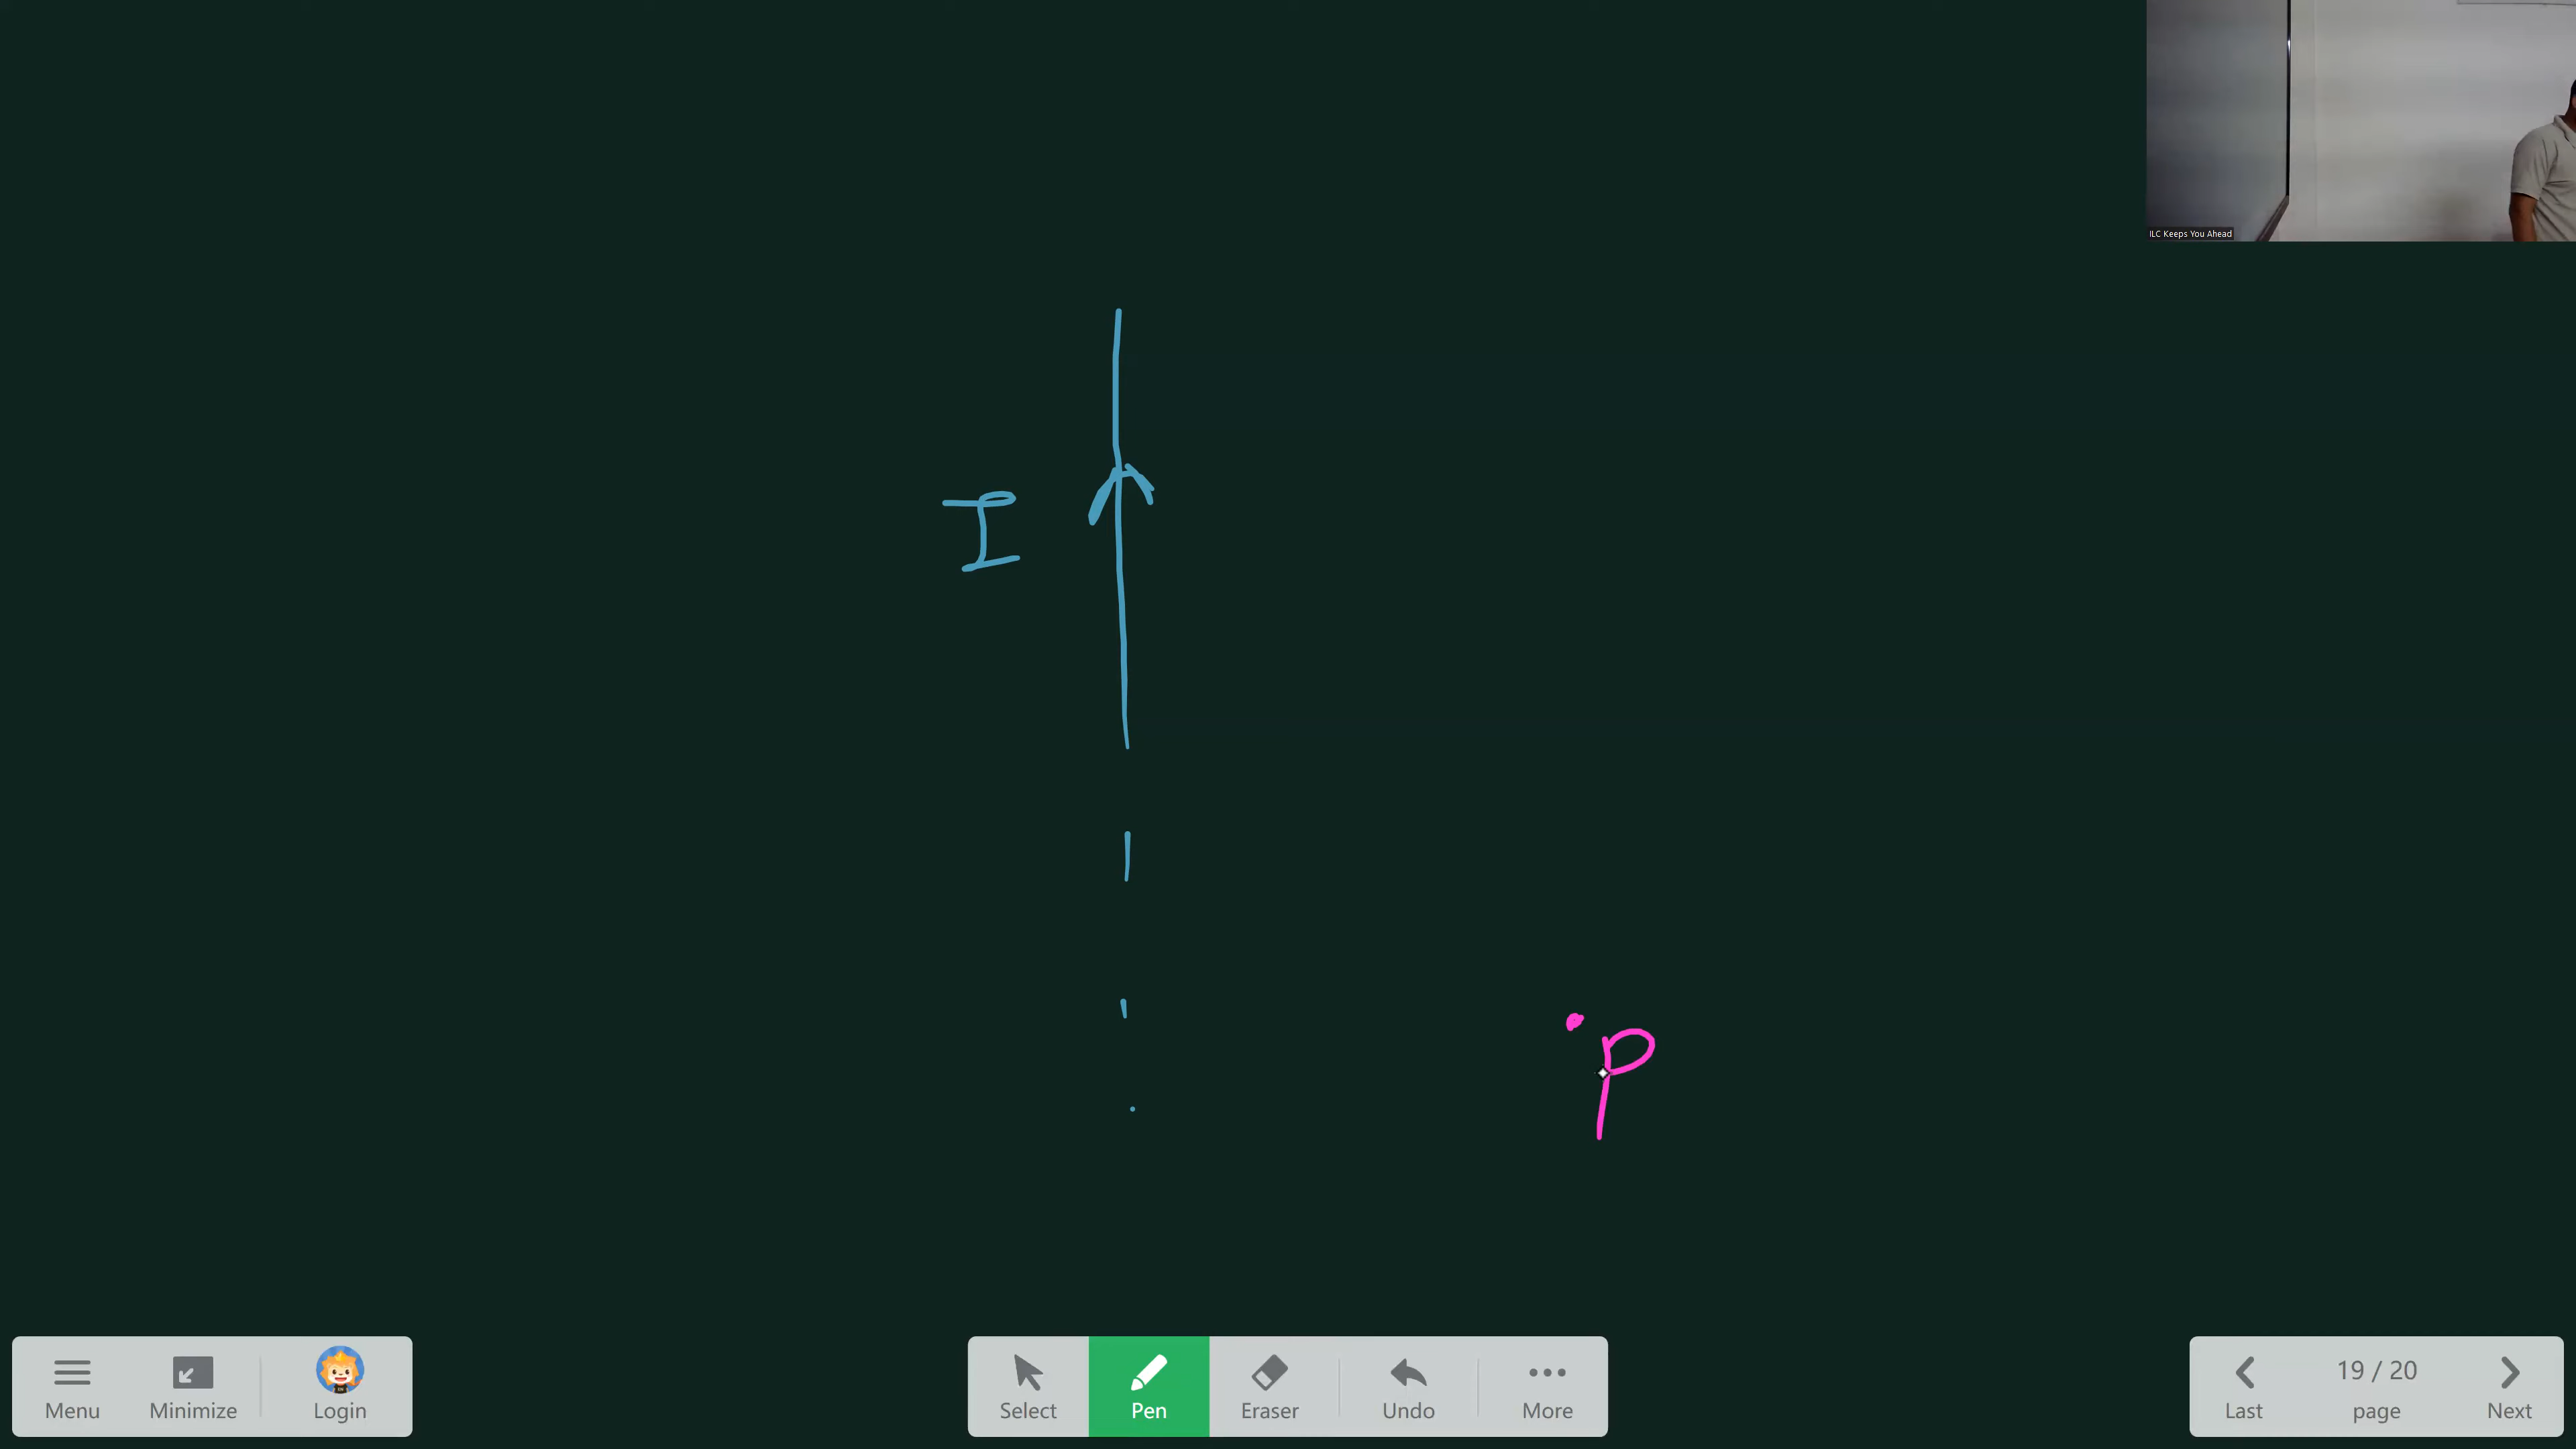 ILC Keeps You Ahead
I
P
Menu
Minimize
Login
Select
Pen
Eraser
Undo
More
Last
19 / 20
page
Next